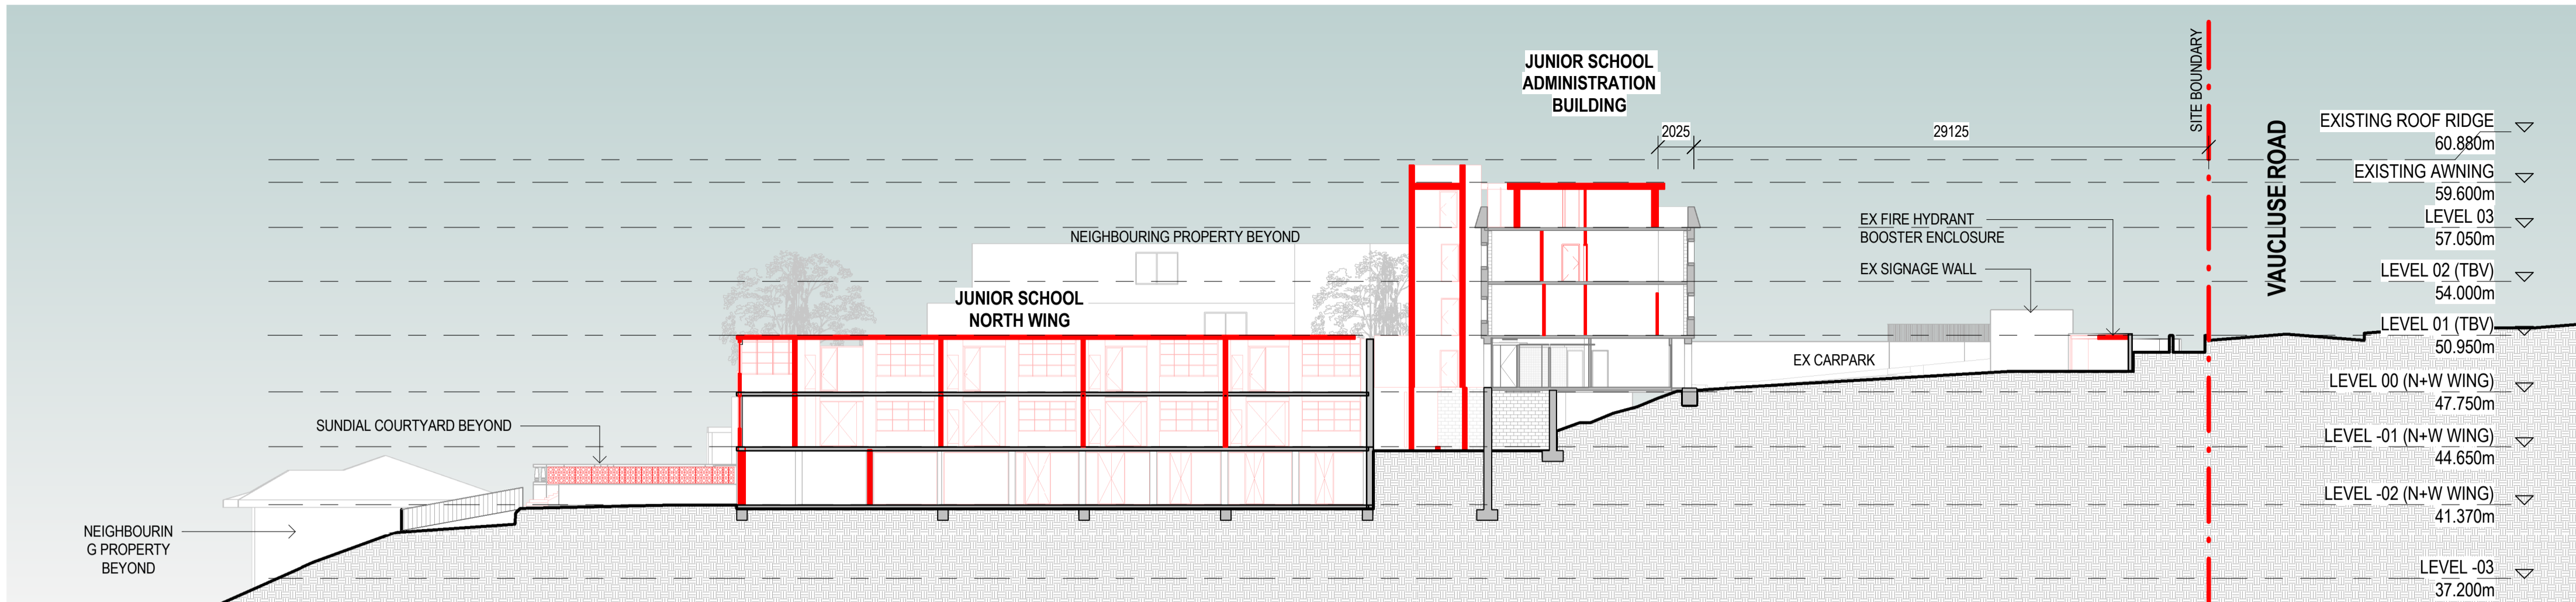 JUNIOR SCHOOL
ADMINISTRATION
BUILDING
2025
29125
SITE BOUNDARY
VAUCLUSE ROAD
EXISTING ROOF RIDGE
60.880m
EXISTING AWNING
59.600m
LEVEL 03
57.050m
LEVEL 02 (TBV)
54.000m
LEVEL 01 (TBV)
50.950m
LEVEL 00 (N+W WING)
47.750m
LEVEL -01 (N+W WING)
44.650m
LEVEL -02 (N+W WING)
41.370m
LEVEL -03
37.200m
EX FIRE HYDRANT
BOOSTER ENCLOSURE
EX SIGNAGE WALL
EX CARPARK
NEIGHBOURING PROPERTY BEYOND
JUNIOR SCHOOL
NORTH WING
SUNDIAL COURTYARD BEYOND
NEIGHBOURIN
G PROPERTY
BEYOND